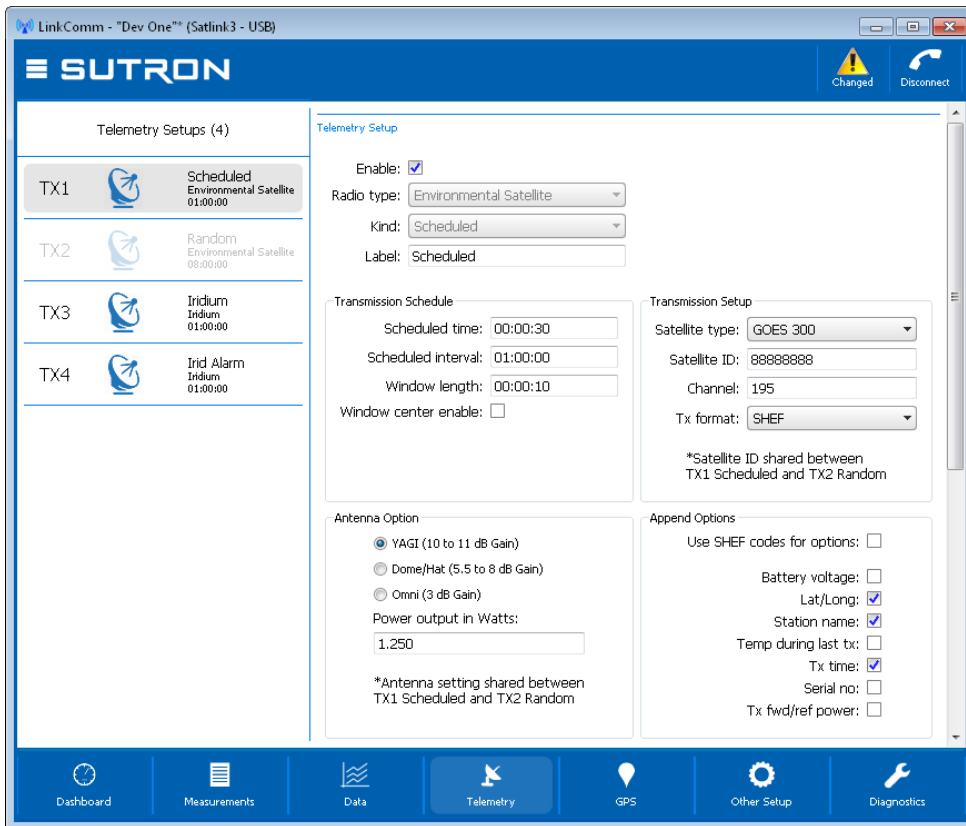 LinkComm - "Dev One"* (Satlink3 - USB)
SUTRON
Changed
Disconnect
Telemetry Setups (4)
TX1
Scheduled
Environmental Satellite
01:00:00
TX2
Random
Environmental Satellite
08:00:00
TX3
Iridium
Iridium
01:00:00
TX4
Irid Alarm
Iridium
01:00:00
Telemetry Setup
Enable:
Radio type: Environmental Satellite
Kind: Scheduled
Label: Scheduled
Transmission Schedule
Scheduled time: 00:00:30
Scheduled interval: 01:00:00
Window length: 00:00:10
Window center enable:
Transmission Setup
Satellite type: GOES 300
Satellite ID: 88888888
Channel: 195
Tx format: SHEF
*Satellite ID shared between
TX1 Scheduled and TX2 Random
Antenna Option
YAGI (10 to 11 dB Gain)
Dome/Hat (5.5 to 8 dB Gain)
Omni (3 dB Gain)
Power output in Watts:
1.250
*Antenna setting shared between
TX1 Scheduled and TX2 Random
Append Options
Use SHEF codes for options:
Battery voltage:
Lat/Long:
Station name:
Temp during last tx:
Tx time:
Serial no:
Tx fwd/ref power:
Dashboard
Measurements
Data
Telemetry
GPS
Other Setup
Diagnostics